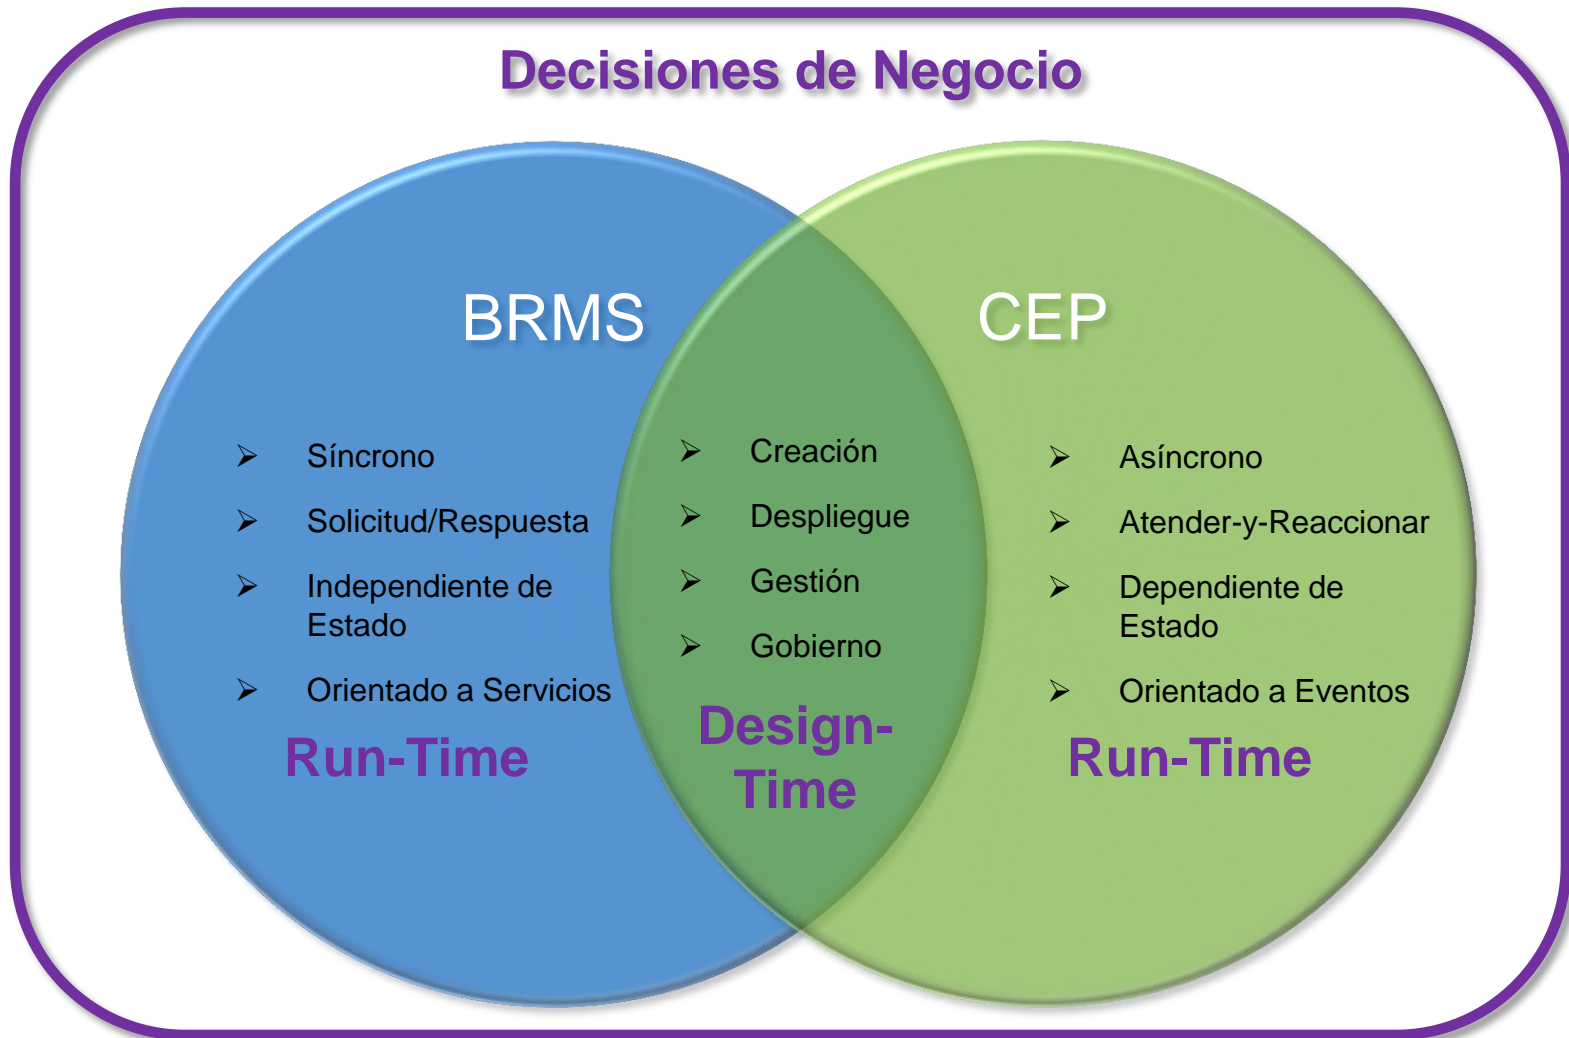 Decisiones de Negocio
BRMS
Síncrono
Solicitud/Respuesta
Independiente de
Estado
Orientado a Servicios
Run-Time
Creación
Despliegue
Gestión
Gobierno
Design-
Time
CEP
Asíncrono
Atender-y-Reaccionar
Dependiente de
Estado
Orientado a Eventos
Run-Time